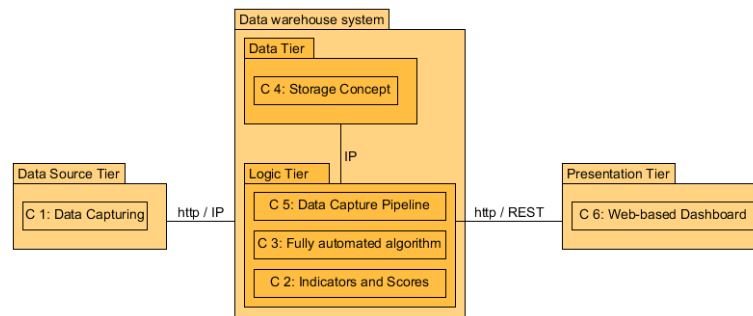 Data warehouse system
Data Tier
C 4: Storage Concept
IP
Data Source Tier
C 1: Data Capturing
http / IP
Logic Tier
C 5: Data Capture Pipeline
C 3: Fully automated algorithm
C 2: Indicators and Scores
http / REST
Presentation Tier
C 6: Web-based Dashboard